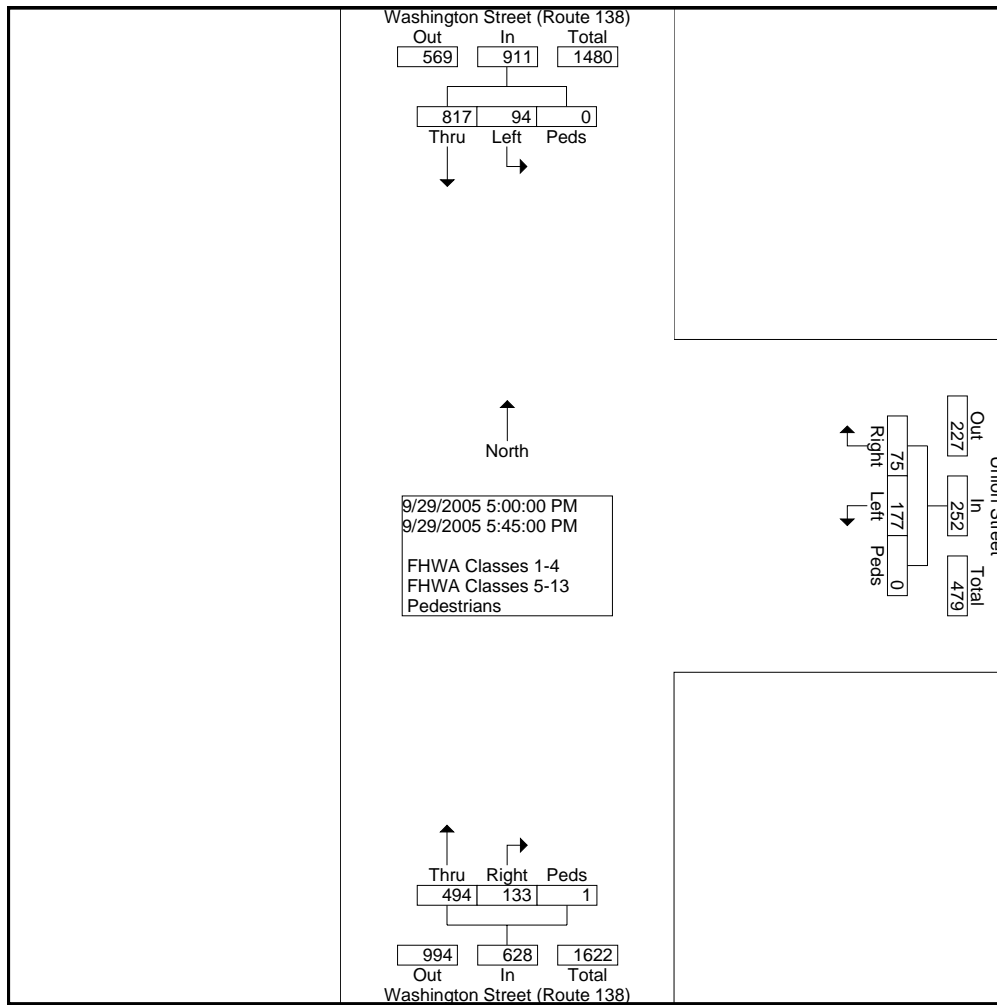 Washington Street (Route 138)
Out In Total
569 911 1480
817 94 0
Thru Left Peds
North
9/29/2005 5:00:00 PM
9/29/2005 5:45:00 PM
FHWA Classes 1-4
FHWA Classes 5-13
Pedestrians
Union Street
Out In Total
227 252 479
75 177 0
Right Left Peds
Thru Right Peds
494 133 1
994 628 1622
Out In Total
Washington Street (Route 138)